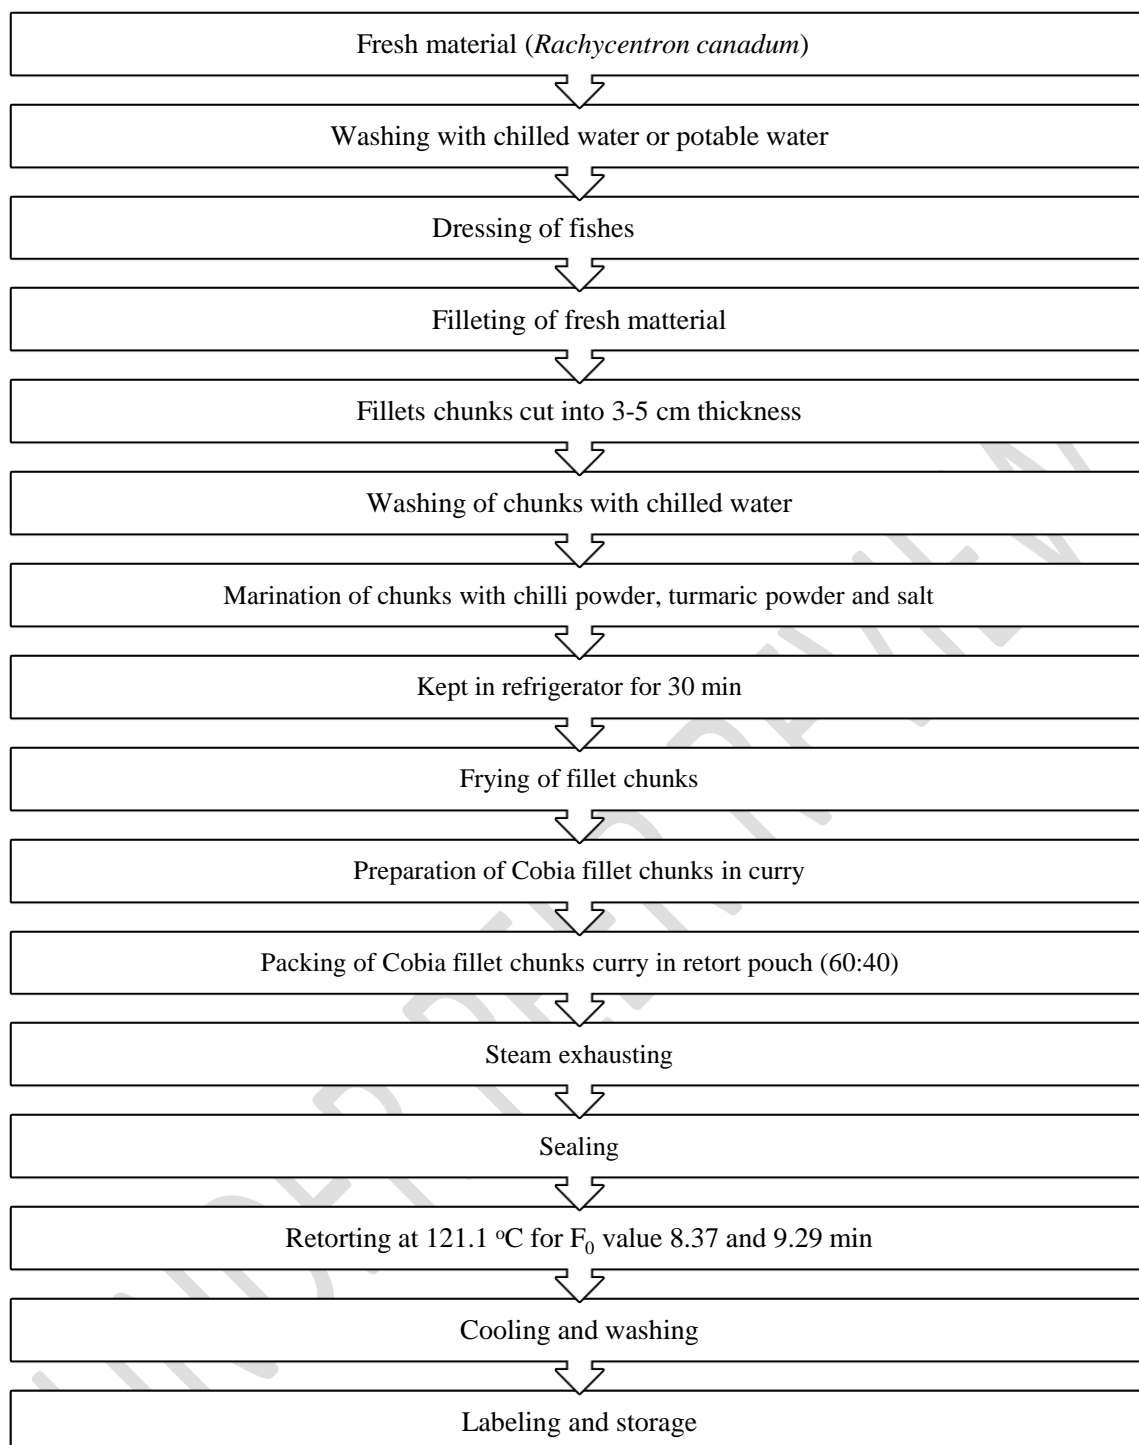 Fresh material (Rachycentron canadum)
Washing with chilled water or potable water
Dressing of fishes
Filleting of fresh matterial
Fillets chunks cut into 3-5 cm thickness
Washing of chunks with chilled water
Marination of chunks with chilli powder, turmaric powder and salt
Kept in refrigerator for 30 min
Frying of fillet chunks
Preparation of Cobia fillet chunks in curry
Packing of Cobia fillet chunks curry in retort pouch (60:40)
Steam exhausting
Sealing
Retorting at 121.1 ᵒC for F₀ value 8.37 and 9.29 min
Cooling and washing
Labeling and storage
UNDER PEER REVIEW